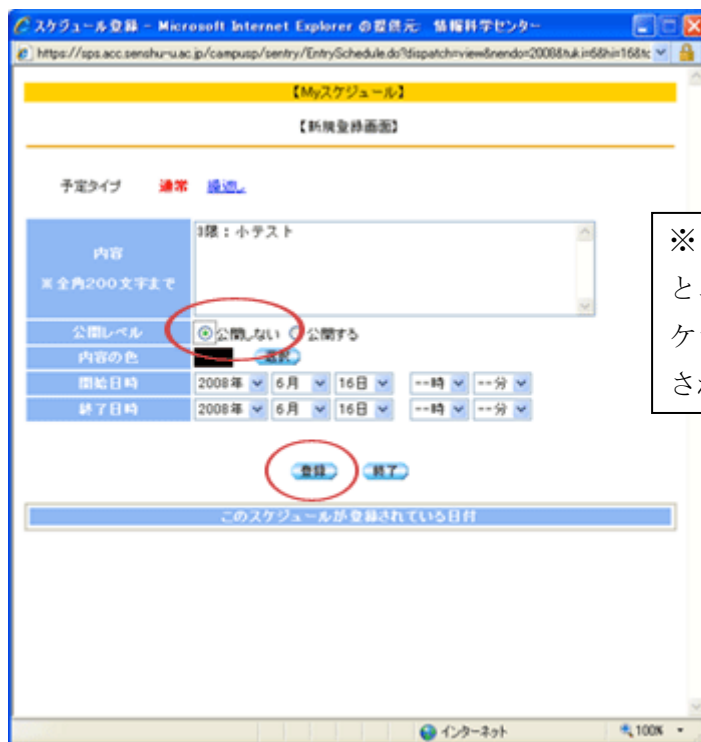 スケジュール登録 - Microsoft Internet Explorer の提供元: 情報科学センター
https://sps.acc.senshu-u.ac.jp/campusp/sentry/EntrySchedule.do?dispatch=view&nendo=2008&tuki=6&hi=16&tc
【Myスケジュール】
【新規登録画面】
予定タイプ 通常 繰返し
内容
※全角200文字まで
3限:小テスト
公開レベル 公開しない 公開する
内容の色 選択
開始日時 2008年 6月 16日 --時 --分
終了日時 2008年 6月 16日 --時 --分
登録 終了
このスケジュールが登録されている日付
インターネット 100%
※
と
ケ
さ